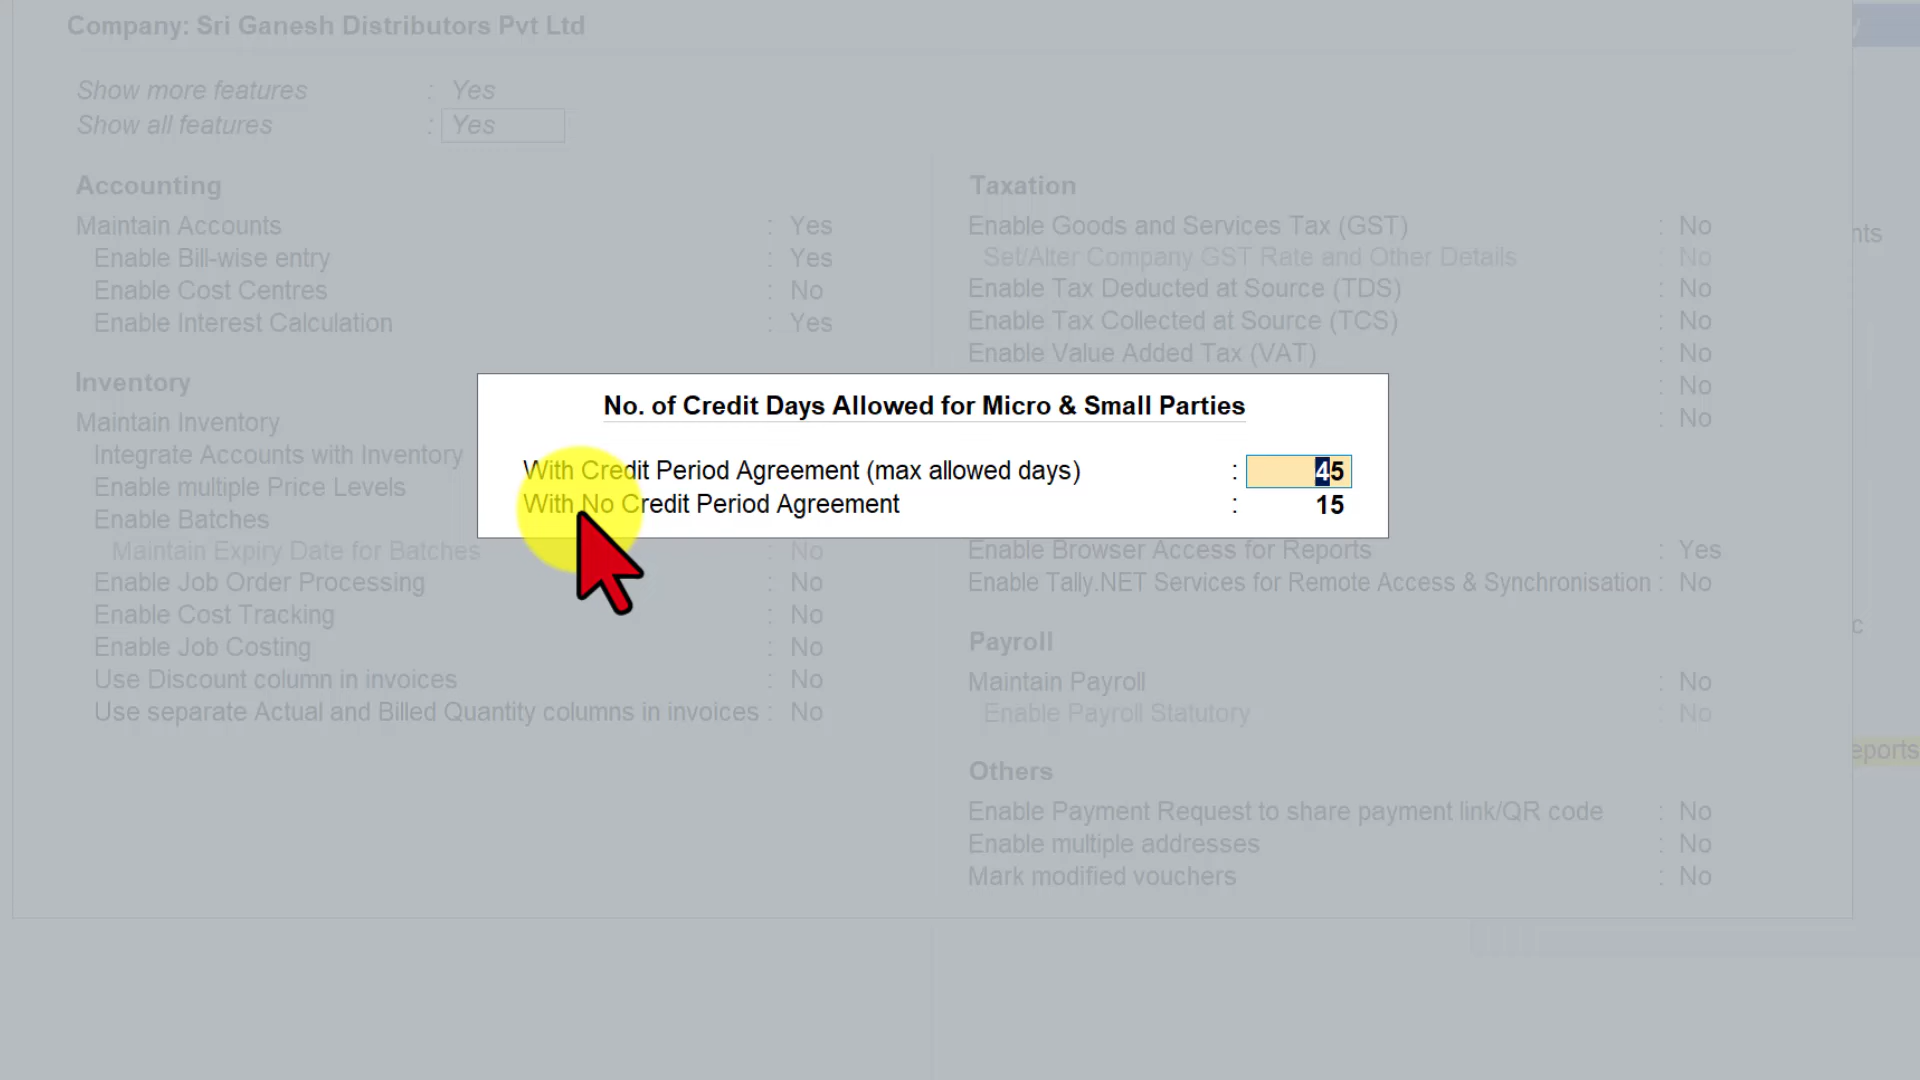 Company: Sri Ganesh Distributors Pvt Ltd
Show more features : Yes
Show all features : Yes
Accounting
Maintain Accounts : Yes
Enable Bill-wise entry : Yes
Enable Cost Centres : No
Enable Interest Calculation : Yes
Inventory
Maintain Inventory
Integrate Accounts with Inventory
Enable multiple Price Levels
Enable Batches
Maintain Expiry Date for Batches : No
Enable Job Order Processing : No
Enable Cost Tracking : No
Enable Job Costing : No
Use Discount column in invoices : No
Use separate Actual and Billed Quantity columns in invoices : No
Taxation
Enable Goods and Services Tax (GST) : No
Set/Alter Company GST Rate and Other Details : No
Enable Tax Deducted at Source (TDS) : No
Enable Tax Collected at Source (TCS) : No
Enable Value Added Tax (VAT) : No
: No
: No
No. of Credit Days Allowed for Micro & Small Parties
With Credit Period Agreement (max allowed days) : 45
With No Credit Period Agreement : 15
Enable Browser Access for Reports : Yes
Enable Tally.NET Services for Remote Access & Synchronisation : No
Payroll
Maintain Payroll : No
Enable Payroll Statutory : No
Others
Enable Payment Request to share payment link/QR code : No
Enable multiple addresses : No
Mark modified vouchers : No